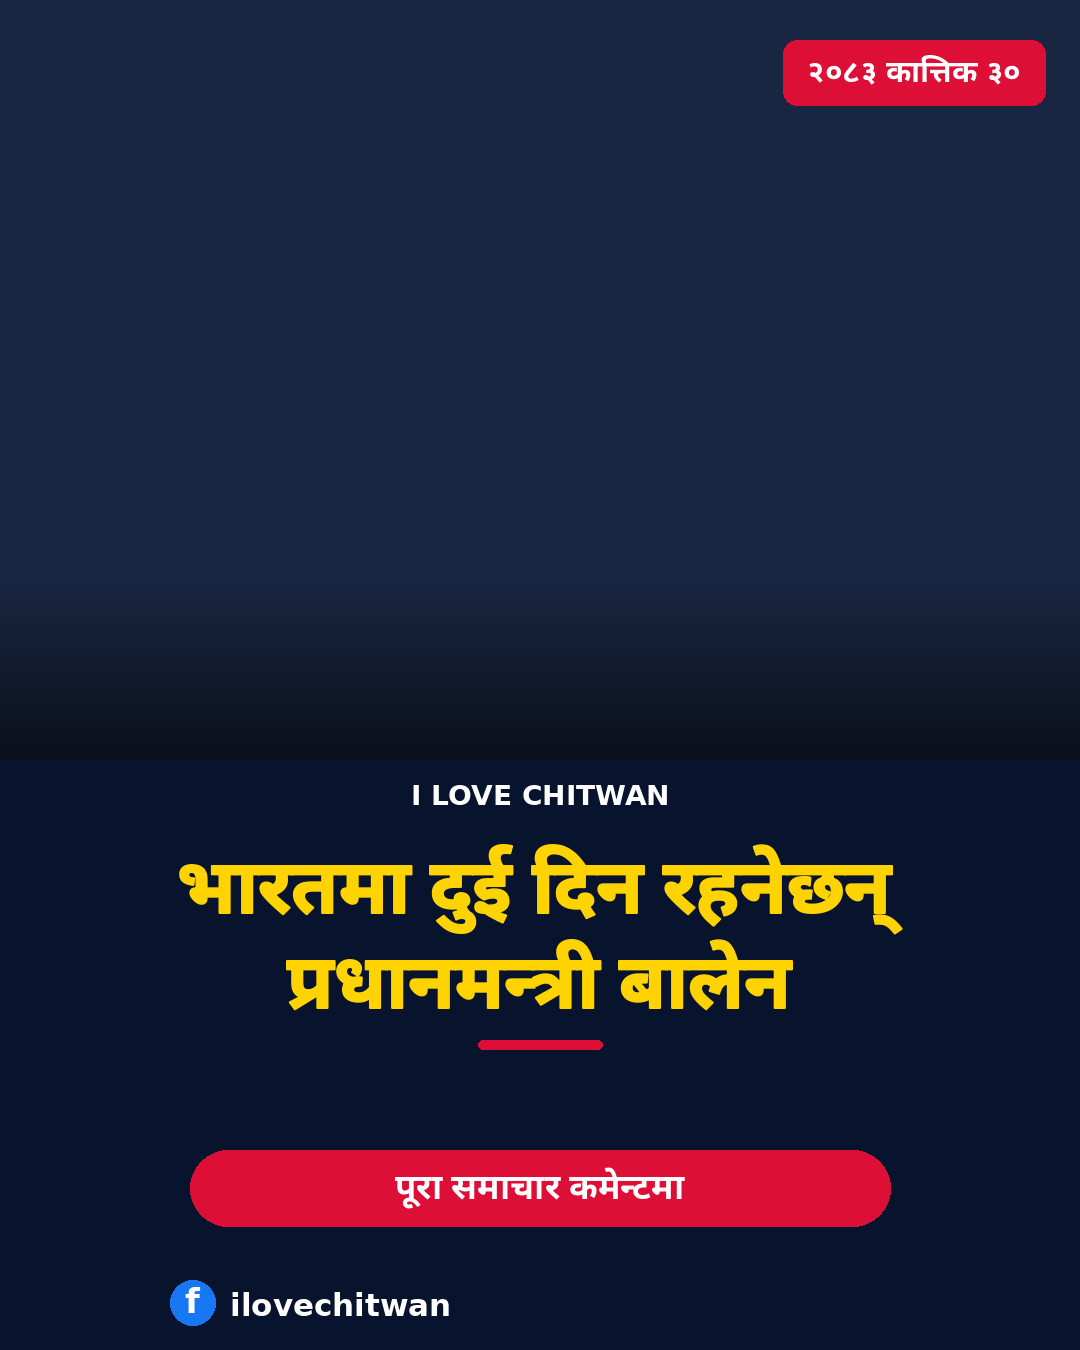 २०८३ कात्तिक ३०
I LOVE CHITWAN
भारतमा दुई दिन रहनेछन्
प्रधानमन्त्री बालेन
पूरा समाचार कमेन्टमा
f ilovechitwan